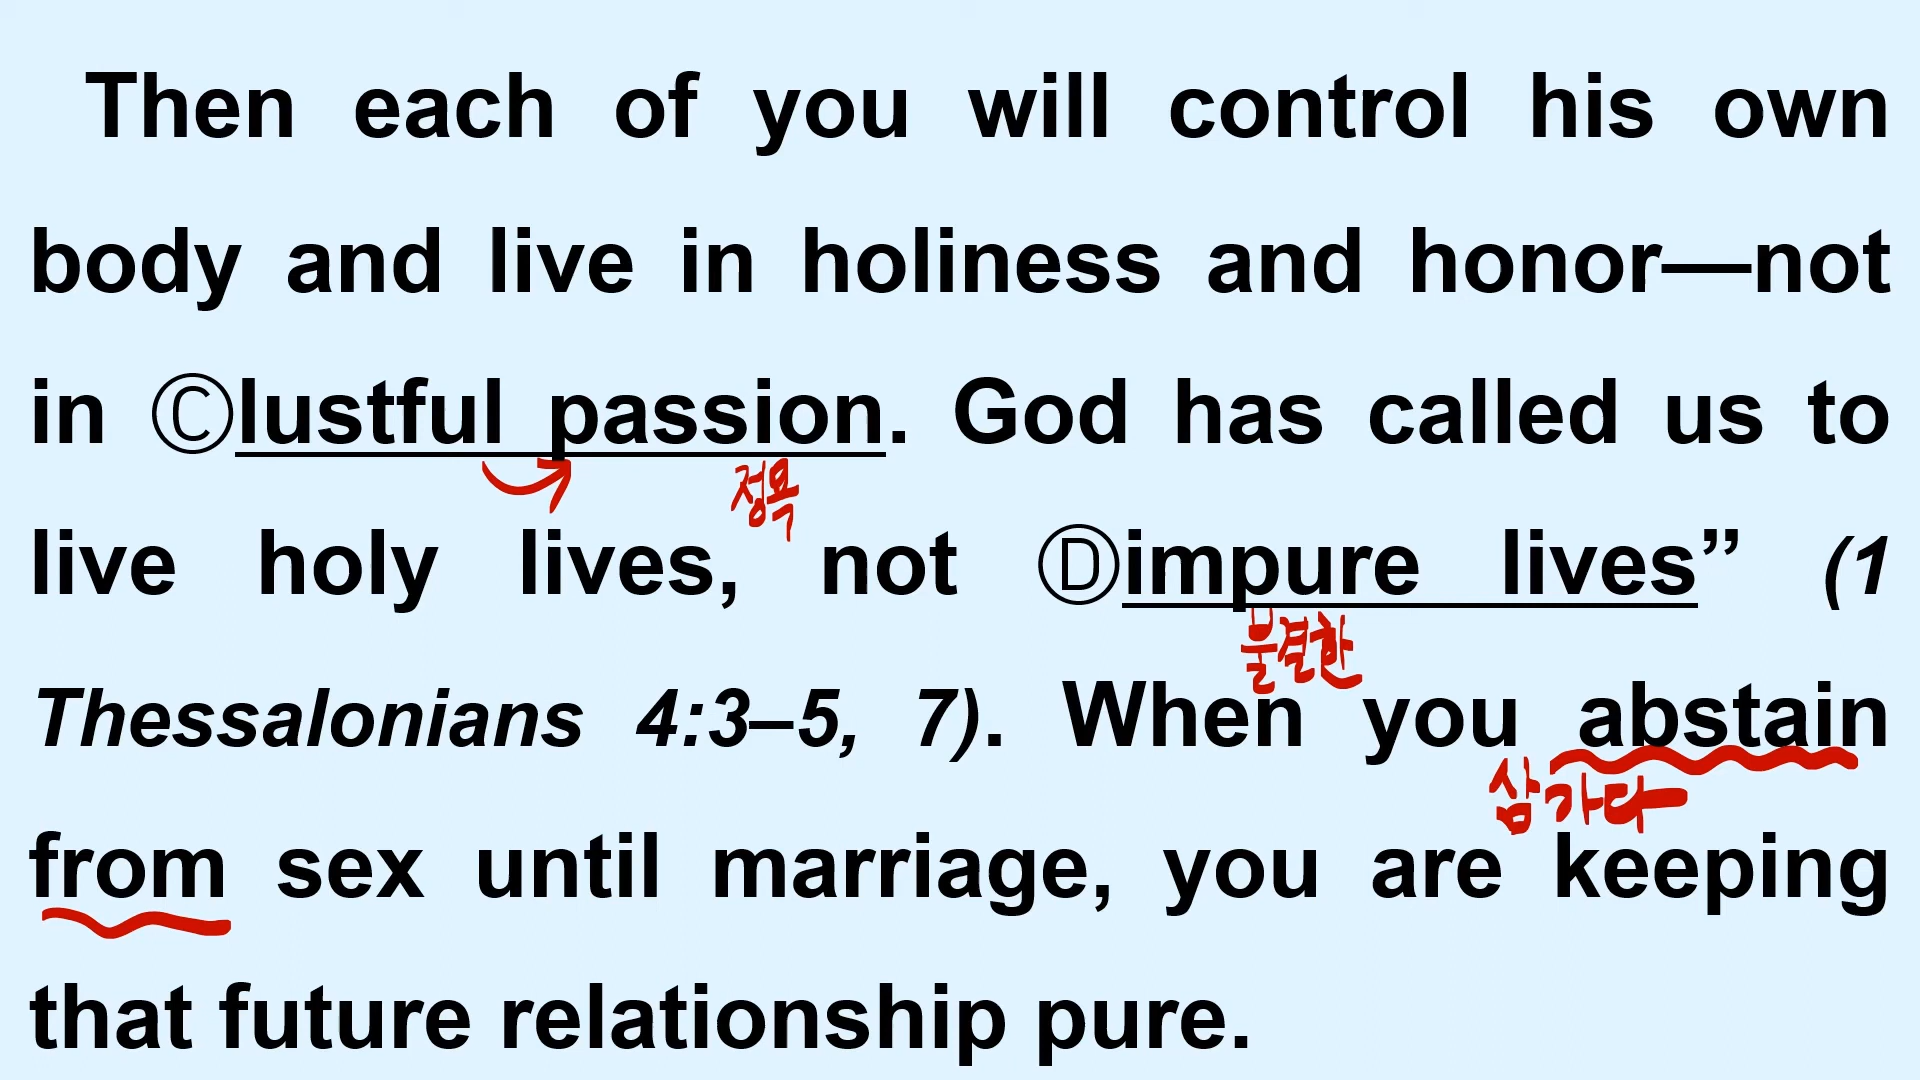 Then each of you will control his own
body and live in holiness and honor—not
in Ⓒlustful passion. God has called us to
정욕
live holy lives, not Ⓓimpure lives” (1
불결한
Thessalonians 4:3–5, 7). When you abstain
삼가다
from sex until marriage, you are keeping
that future relationship pure.